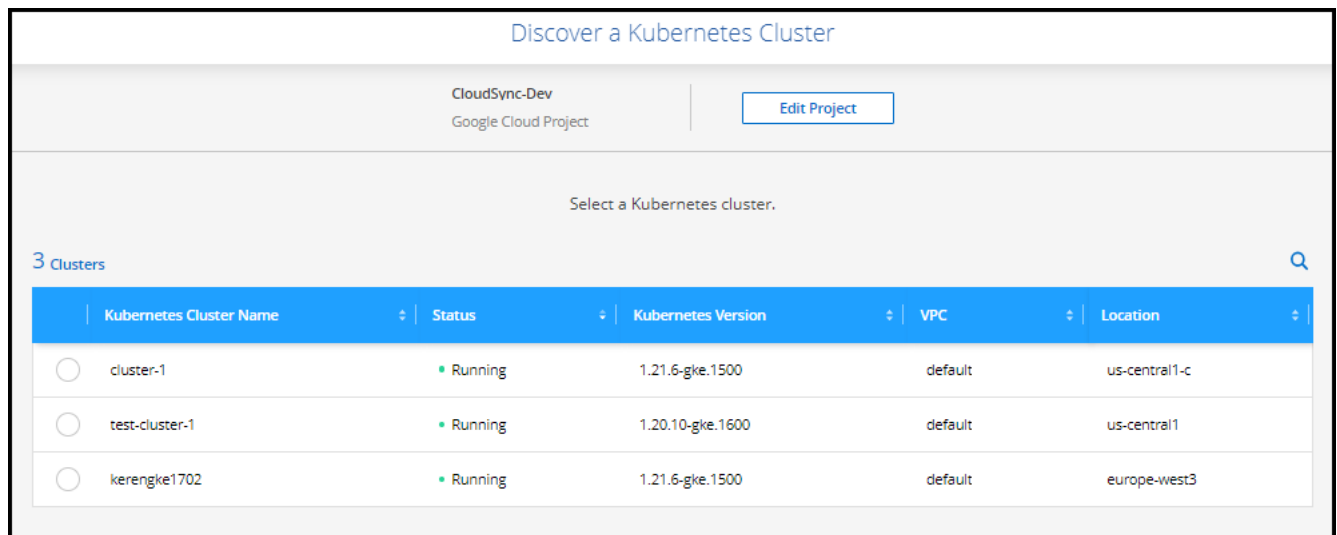 Discover a Kubernetes Cluster
CloudSync-Dev
Google Cloud Project
Edit Project
Select a Kubernetes cluster.
3 Clusters
Kubernetes Cluster Name Status Kubernetes Version VPC Location
cluster-1 Running 1.21.6-gke.1500 default us-central1-c
test-cluster-1 Running 1.20.10-gke.1600 default us-central1
kerengke1702 Running 1.21.6-gke.1500 default europe-west3